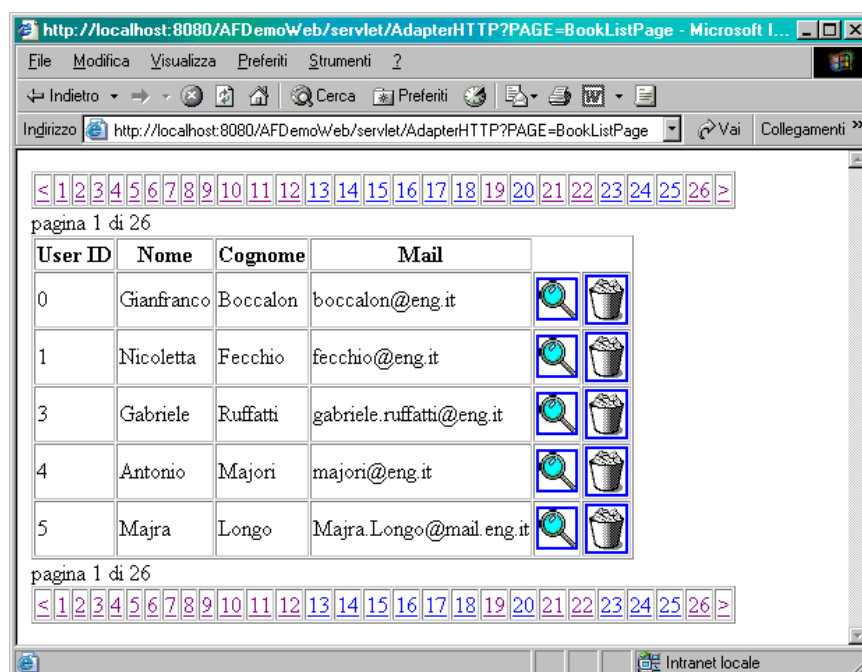 http://localhost:8080/AFDemoWeb/servlet/AdapterHTTP?PAGE=BookListPage - Microsoft I...
File Modifica Visualizza Preferiti Strumenti ?
Indietro Cerca Preferiti
Indirizzo http://localhost:8080/AFDemoWeb/servlet/AdapterHTTP?PAGE=BookListPage Vai Collegamenti »
< 1 2 3 4 5 6 7 8 9 10 11 12 13 14 15 16 17 18 19 20 21 22 23 24 25 26 >
pagina 1 di 26
User ID Nome Cognome Mail
0 Gianfranco Boccalon boccalon@eng.it
1 Nicoletta Fecchio fecchio@eng.it
3 Gabriele Ruffatti gabriele.ruffatti@eng.it
4 Antonio Majori majori@eng.it
5 Majra Longo Majra.Longo@mail.eng.it
pagina 1 di 26
< 1 2 3 4 5 6 7 8 9 10 11 12 13 14 15 16 17 18 19 20 21 22 23 24 25 26 >
Intranet locale